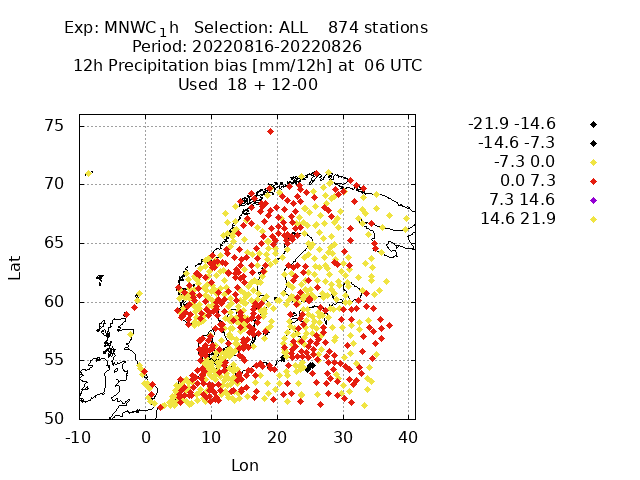 Exp: MNWC1h   Selection: ALL    874 stations
Period: 20220816-20220826
12h Precipitation bias [mm/12h] at  06 UTC
Used  18 + 12-00
-21.9 -14.6
-14.6 -7.3
-7.3 0.0
0.0 7.3
7.3 14.6
14.6 21.9
75
70
65
60
55
50
Lat
-10 0 10 20 30 40
Lon